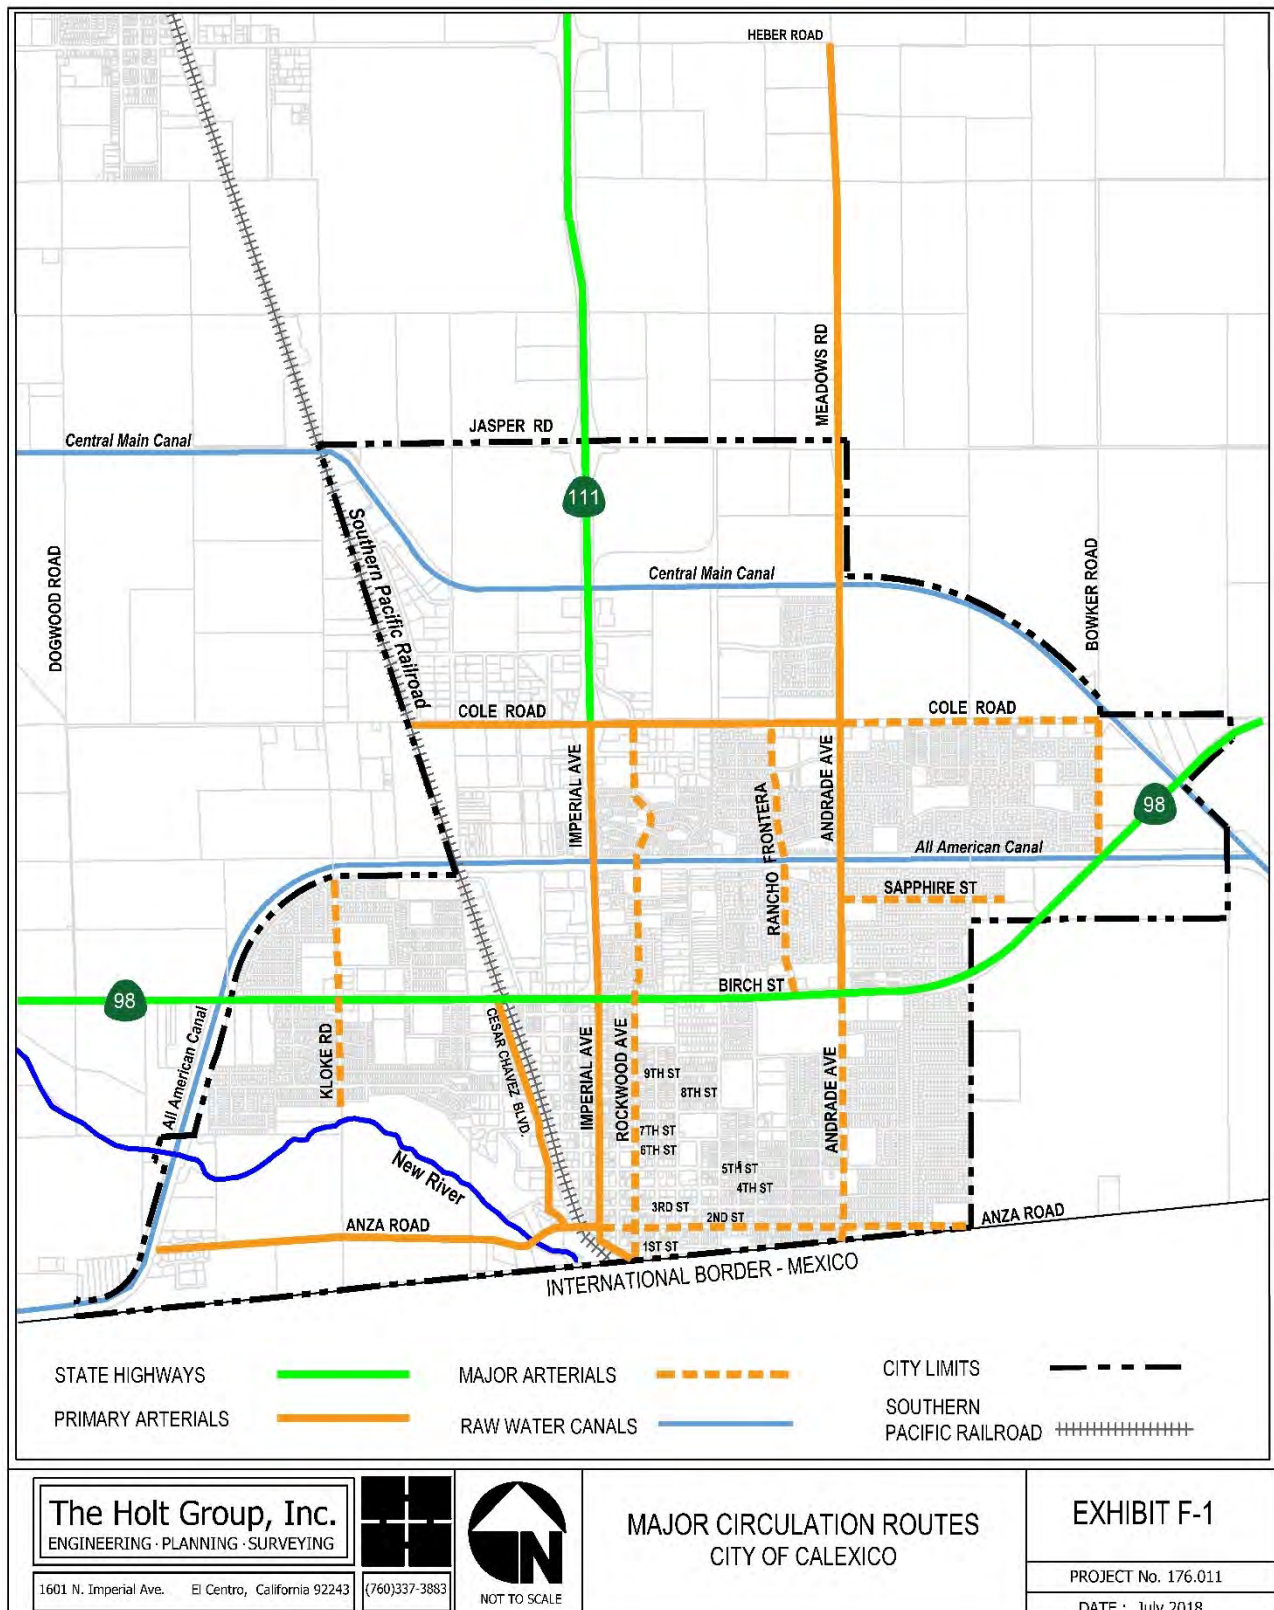 HEBER ROAD
MEADOWS RD
JASPER RD
Central Main Canal
111
Southern Pacific Railroad
DOGWOOD ROAD
Central Main Canal
BOWKER ROAD
COLE ROAD
COLE ROAD
IMPERIAL AVE
RANCHO FRONTERA
ANDRADE AVE
98
All American Canal
SAPPHIRE ST
BIRCH ST
98
All American Canal
KLOKE RD
CESAR CHAVEZ BLVD.
IMPERIAL AVE
ROCKWOOD AVE
ANDRADE AVE
9TH ST
8TH ST
7TH ST
6TH ST
5TH ST
4TH ST
3RD ST
2ND ST
1ST ST
New River
ANZA ROAD
ANZA ROAD
INTERNATIONAL BORDER - MEXICO
STATE HIGHWAYS
MAJOR ARTERIALS
CITY LIMITS
PRIMARY ARTERIALS
RAW WATER CANALS
SOUTHERN
PACIFIC RAILROAD
The Holt Group, Inc.
ENGINEERING · PLANNING · SURVEYING
1601 N. Imperial Ave. El Centro, California 92243
(760)337-3883
N
NOT TO SCALE
MAJOR CIRCULATION ROUTES
CITY OF CALEXICO
EXHIBIT F-1
PROJECT No. 176.011
DATE : July 2018